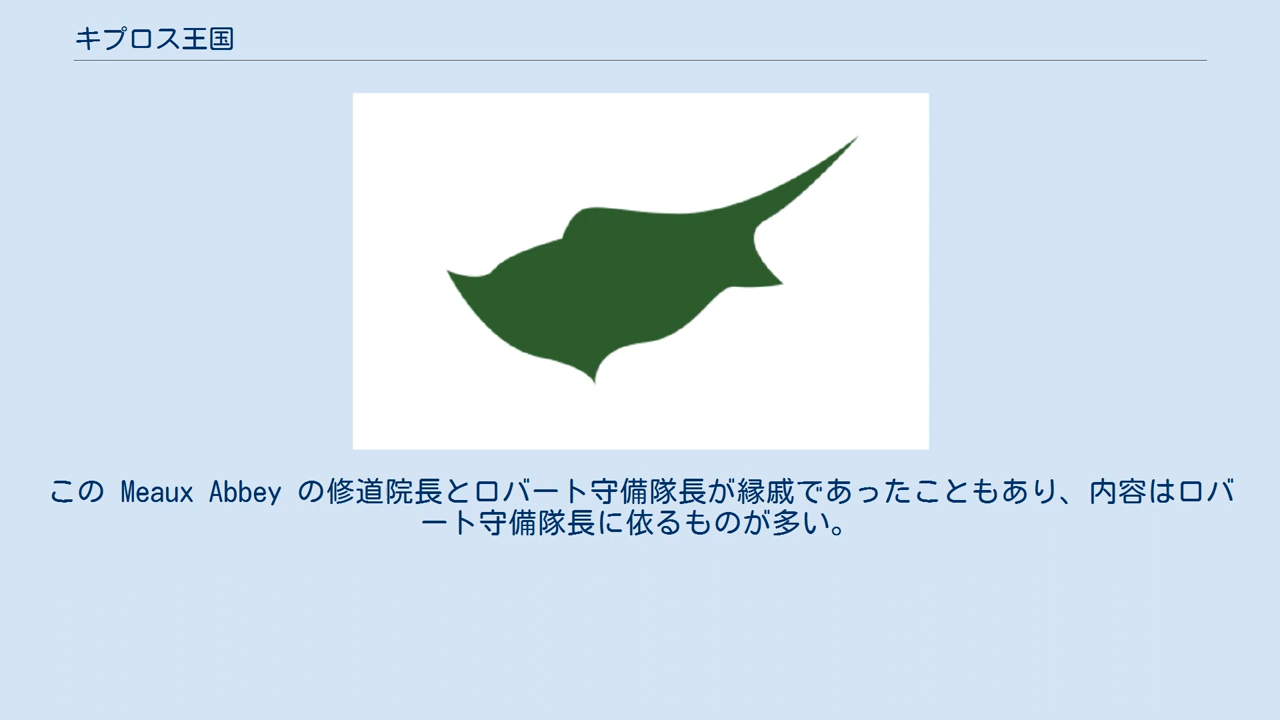 キプロス王国
この Meaux Abbey の修道院長とロバート守備隊長が縁戚であったこともあり、内容はロバ
ート守備隊長に依るものが多い。